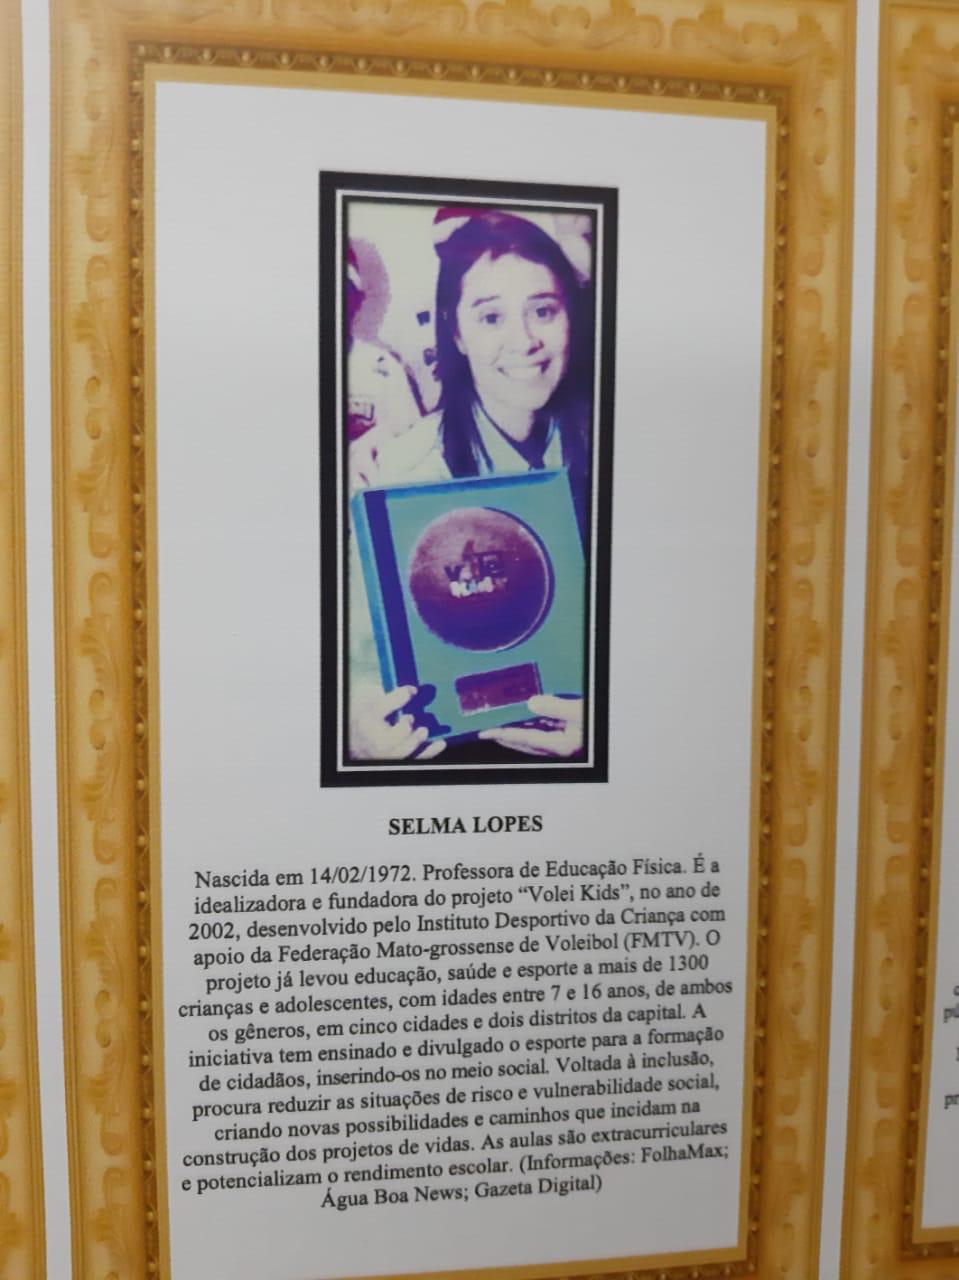 SELMA LOPES
Nascida em 14/02/1972. Professora de Educação Física. É a
idealizadora e fundadora do projeto “Volei Kids”, no ano de
2002, desenvolvido pelo Instituto Desportivo da Criança com
apoio da Federação Mato-grossense de Voleibol (FMTV). O
projeto já levou educação, saúde e esporte a mais de 1300
crianças e adolescentes, com idades entre 7 e 16 anos, de ambos
os gêneros, em cinco cidades e dois distritos da capital. A
iniciativa tem ensinado e divulgado o esporte para a formação
de cidadãos, inserindo-os no meio social. Voltada à inclusão,
procura reduzir as situações de risco e vulnerabilidade social,
criando novas possibilidades e caminhos que incidam na
construção dos projetos de vidas. As aulas são extracurriculares
e potencializam o rendimento escolar. (Informações: FolhaMax;
Água Boa News; Gazeta Digital)